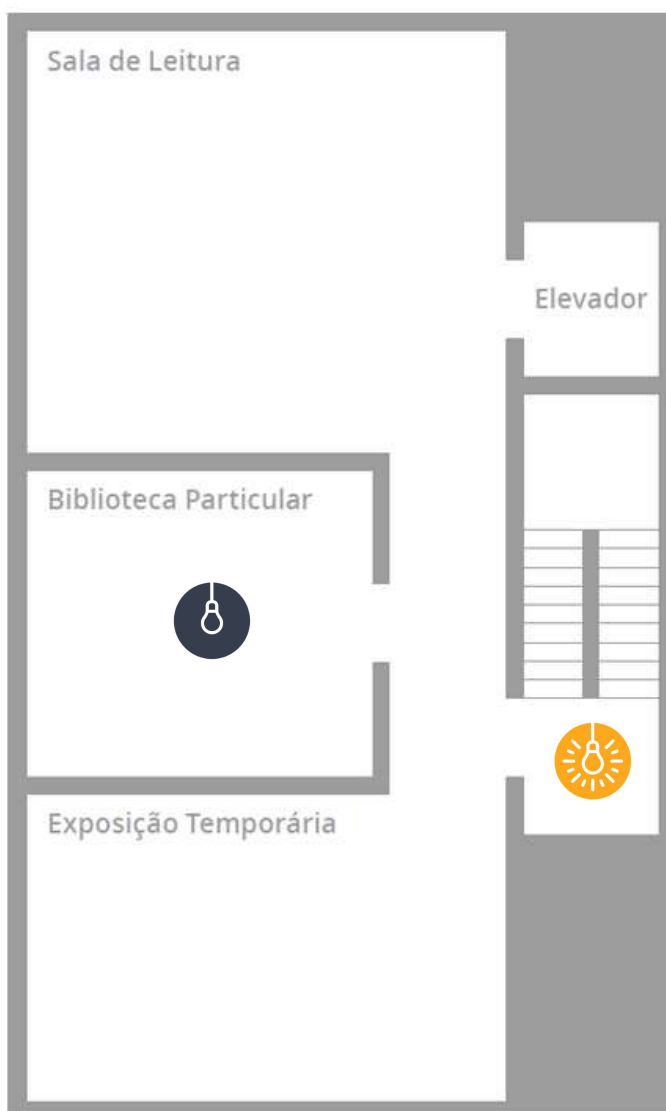 Sala de Leitura
Elevador
Biblioteca Particular
Exposição Temporária